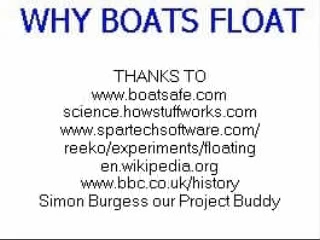 WHY BOATS FLOAT
THANKS TO
www.boatsafe.com
science.howstuffworks.com
www.spartechsoftware.com/
reeko/experiments/floating
en.wikipedia.org
www.bbc.co.uk/history
Simon Burgess our Project Buddy